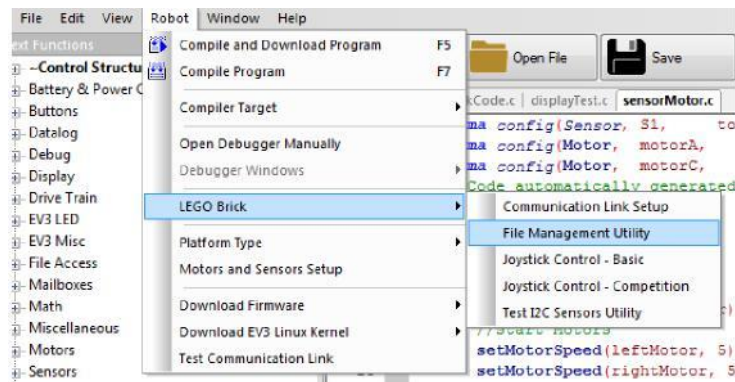 File Edit View Robot Window Help
ext Functions
--Control Structu
Battery & Power C
Buttons
Datalog
Debug
Display
Drive Train
EV3 LED
EV3 Misc
File Access
Mailboxes
Math
Miscellaneous
Motors
Sensors
Compile and Download Program F5
Compile Program F7
Compiler Target
Open Debugger Manually
Debugger Windows
LEGO Brick
Platform Type
Motors and Sensors Setup
Download Firmware
Download EV3 Linux Kernel
Test Communication Link
Communication Link Setup
File Management Utility
Joystick Control - Basic
Joystick Control - Competition
Test I2C Sensors Utility
Open File
Save
kCode.c displayTest.c sensorMotor.c
ma config(Sensor, S1, to
ma config(Motor, motorA,
ma config(Motor, motorC,
Code automatically generated
//Start Motors
setMotorSpeed(leftMotor, 5)
setMotorSpeed(rightMotor, 5